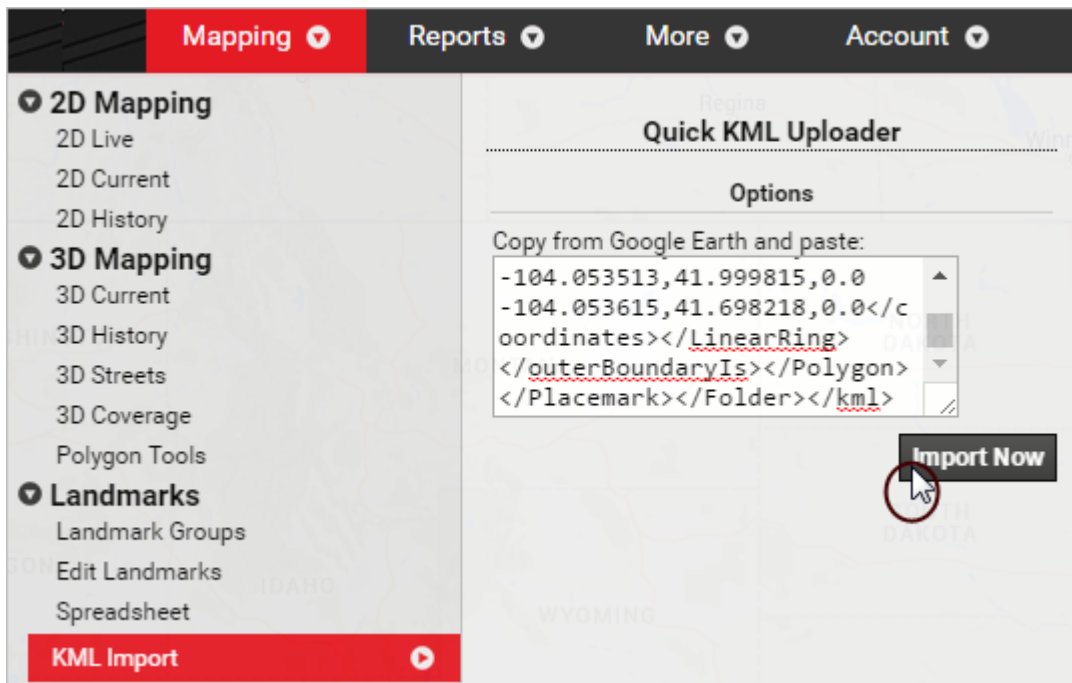 Mapping Reports More Account
2D Mapping
2D Live
2D Current
2D History
3D Mapping
3D Current
3D History
3D Streets
3D Coverage
Polygon Tools
Landmarks
Landmark Groups
Edit Landmarks
Spreadsheet
KML Import
Quick KML Uploader
Options
Copy from Google Earth and paste:
-104.053513,41.999815,0.0
-104.053615,41.698218,0.0</c
oordinates></LinearRing>
</outerBoundaryIs></Polygon>
</Placemark></Folder></kml>
Import Now
Regina
NORTH
DAKOTA
IDAHO
WYOMING
DAKOTA